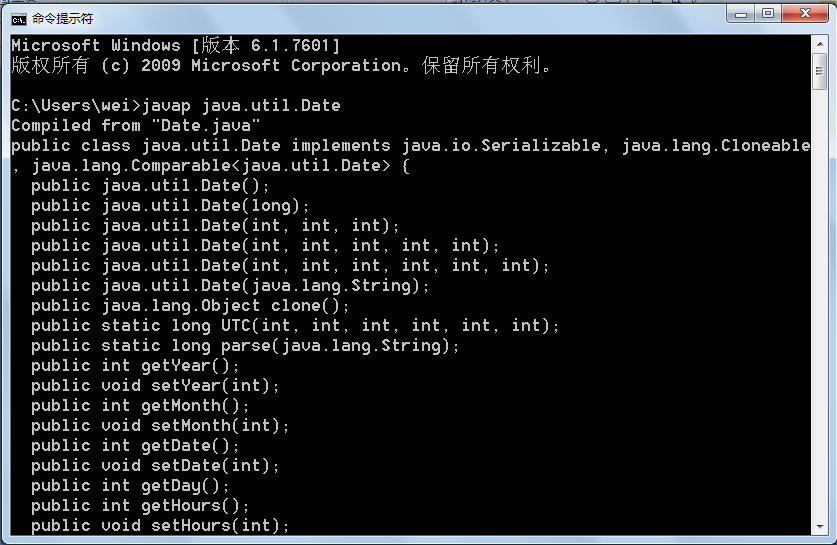 命令提示符
Microsoft Windows [版本 6.1.7601]
版权所有 (c) 2009 Microsoft Corporation。保留所有权利。
C:\Users\wei>javap java.util.Date
Compiled from "Date.java"
public class java.util.Date implements java.io.Serializable, java.lang.Cloneable
, java.lang.Comparable<java.util.Date> {
  public java.util.Date();
  public java.util.Date(long);
  public java.util.Date(int, int, int);
  public java.util.Date(int, int, int, int, int);
  public java.util.Date(int, int, int, int, int, int);
  public java.util.Date(java.lang.String);
  public java.lang.Object clone();
  public static long UTC(int, int, int, int, int, int);
  public static long parse(java.lang.String);
  public int getYear();
  public void setYear(int);
  public int getMonth();
  public void setMonth(int);
  public int getDate();
  public void setDate(int);
  public int getDay();
  public int getHours();
  public void setHours(int);